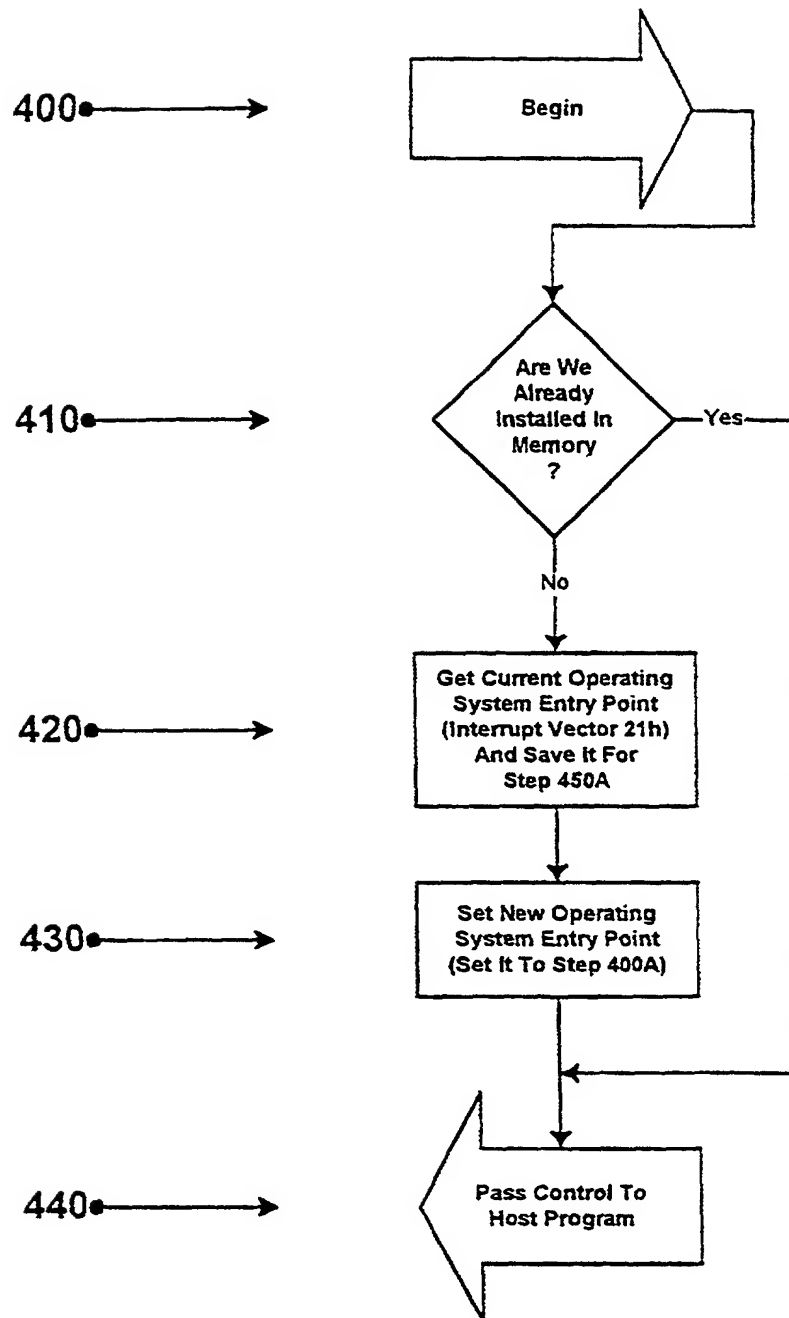 400
Begin
410
Are We
Already
Installed In
Memory
?
Yes
No
420
Get Current Operating
System Entry Point
(Interrupt Vector 21h)
And Save It For
Step 450A
430
Set New Operating
System Entry Point
(Set It To Step 400A)
440
Pass Control To
Host Program